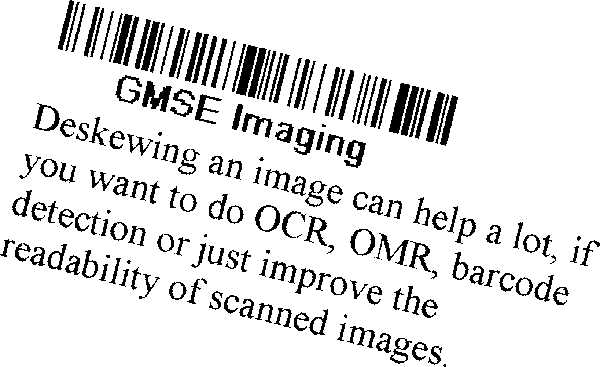 GMSE Imaging
Deskewing an image can help a lot, if
you want to do OCR, OMR, barcode
detection or just improve the
readability of scanned images.